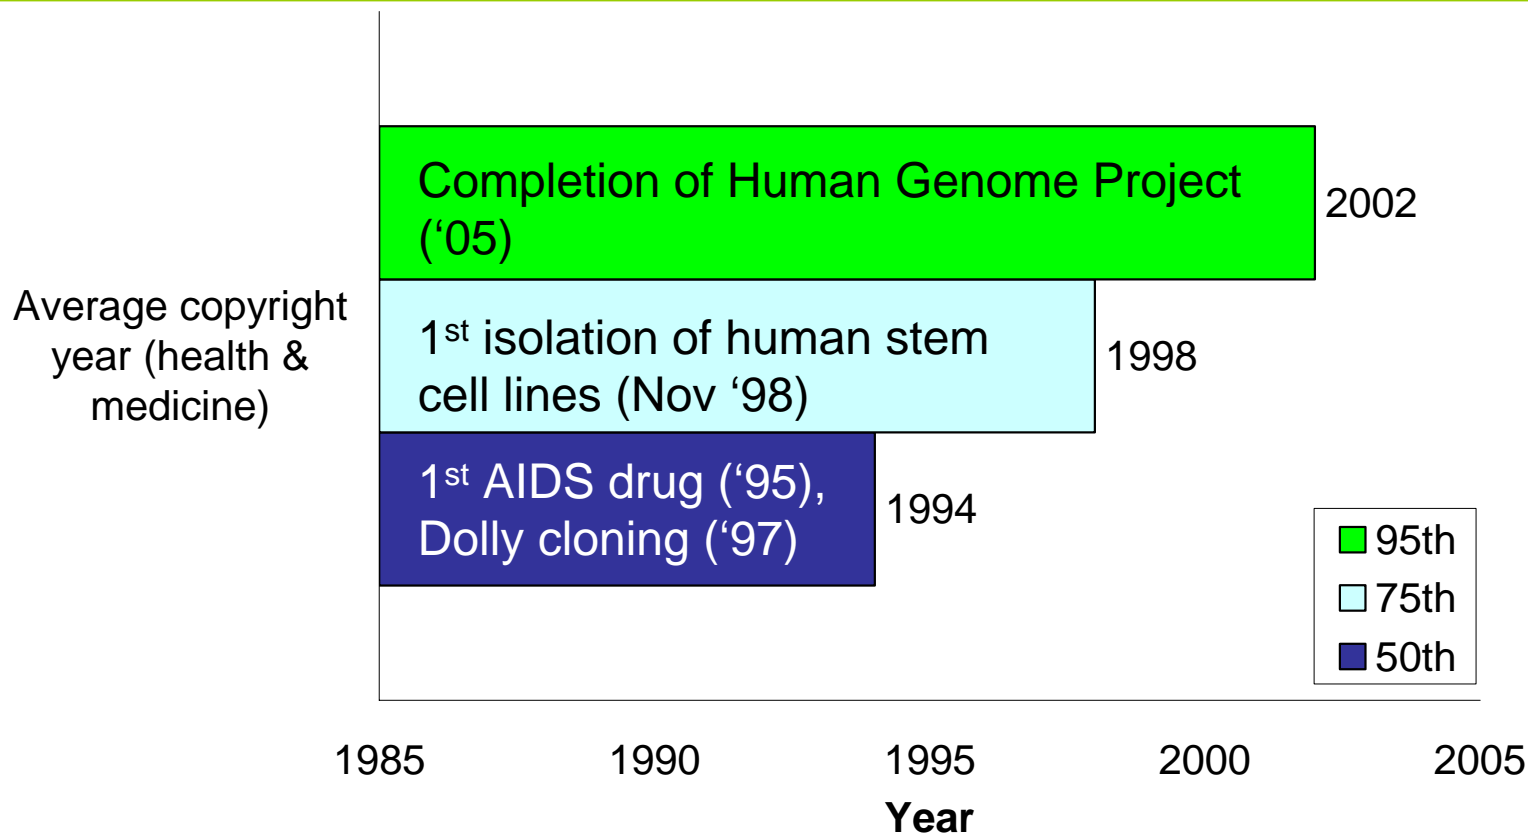 Completion of Human Genome Project
(‘05)
2002
Average copyright
year (health &
medicine)
1st isolation of human stem
cell lines (Nov ‘98)
1998
1st AIDS drug (‘95),
Dolly cloning (‘97)
1994
95th
75th
50th
1985 1990 1995 2000 2005
Year